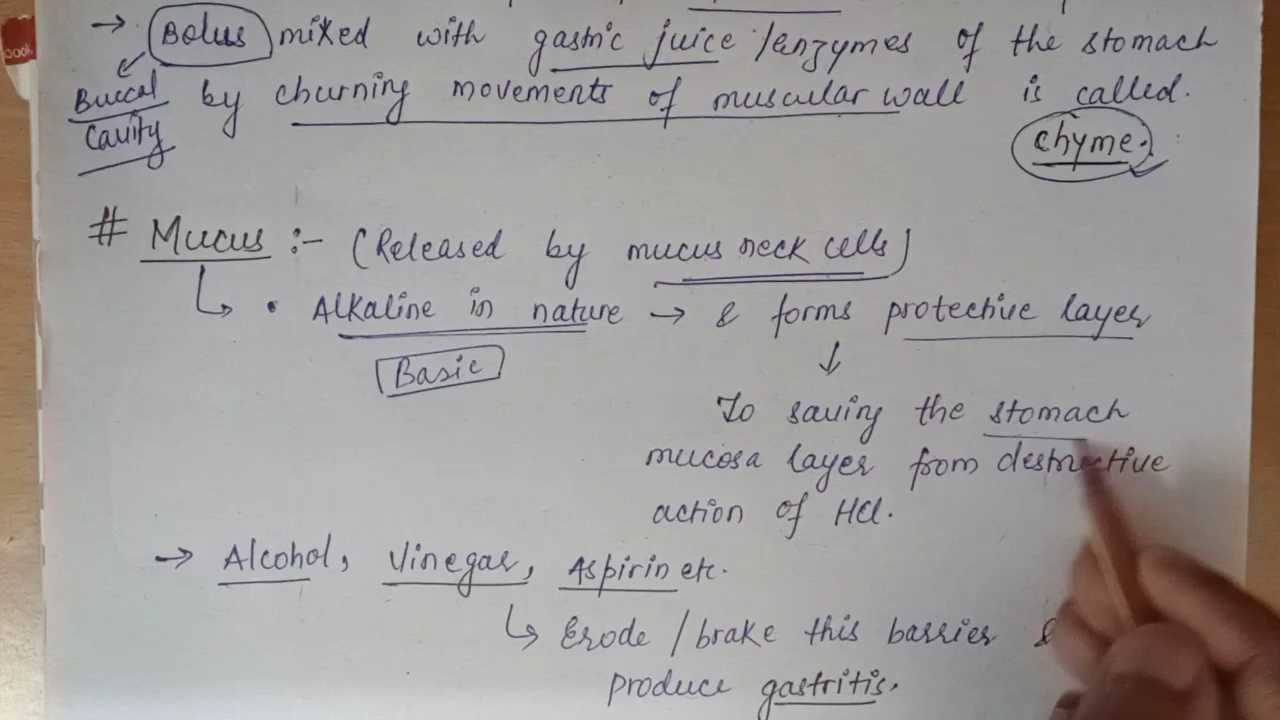 → Bolus mixed with gastric juice /enzymes of the stomach
Buccal Cavity
by churning movements of muscular wall is called.
chyme.
# Mucus :- (Released by mucus neck cells)
• Alkaline in nature → & forms protective layer
Basic
To saving the stomach
mucosa layer from destructive
action of HCl.
→ Alcohol, Vinegar, Aspirin etc.
Erode /brake this barrier &
produce gastritis.